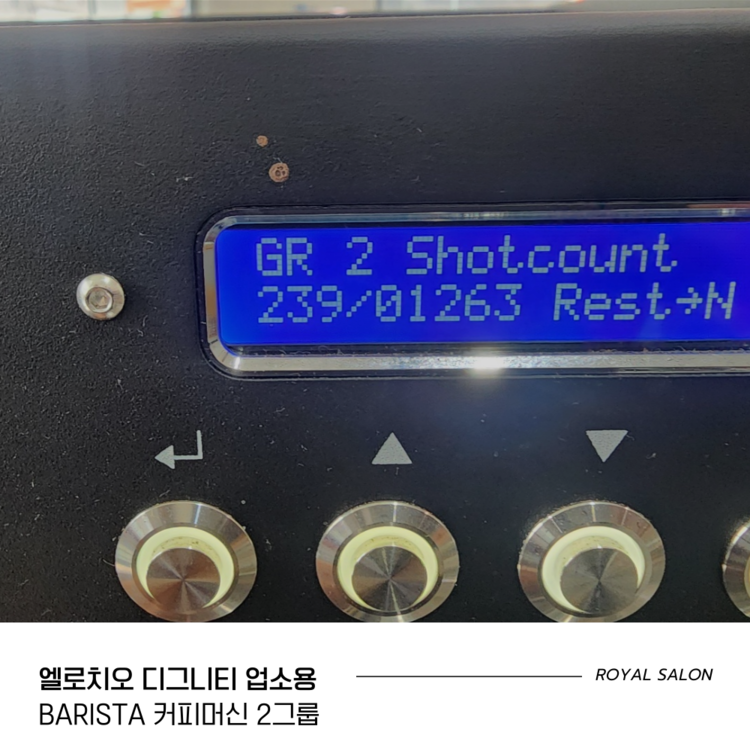 GR 2 Shotcount
239/01263 Rest→N
엘로치오 디그니티 업소용
ROYAL SALON
BARISTA 커피머신 2그룹